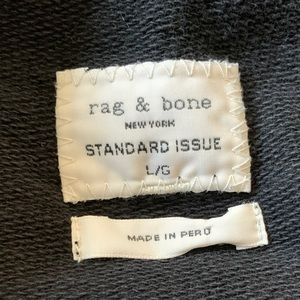 rag & bone
NEW YORK
STANDARD ISSUE
L/G
MADE IN PERU